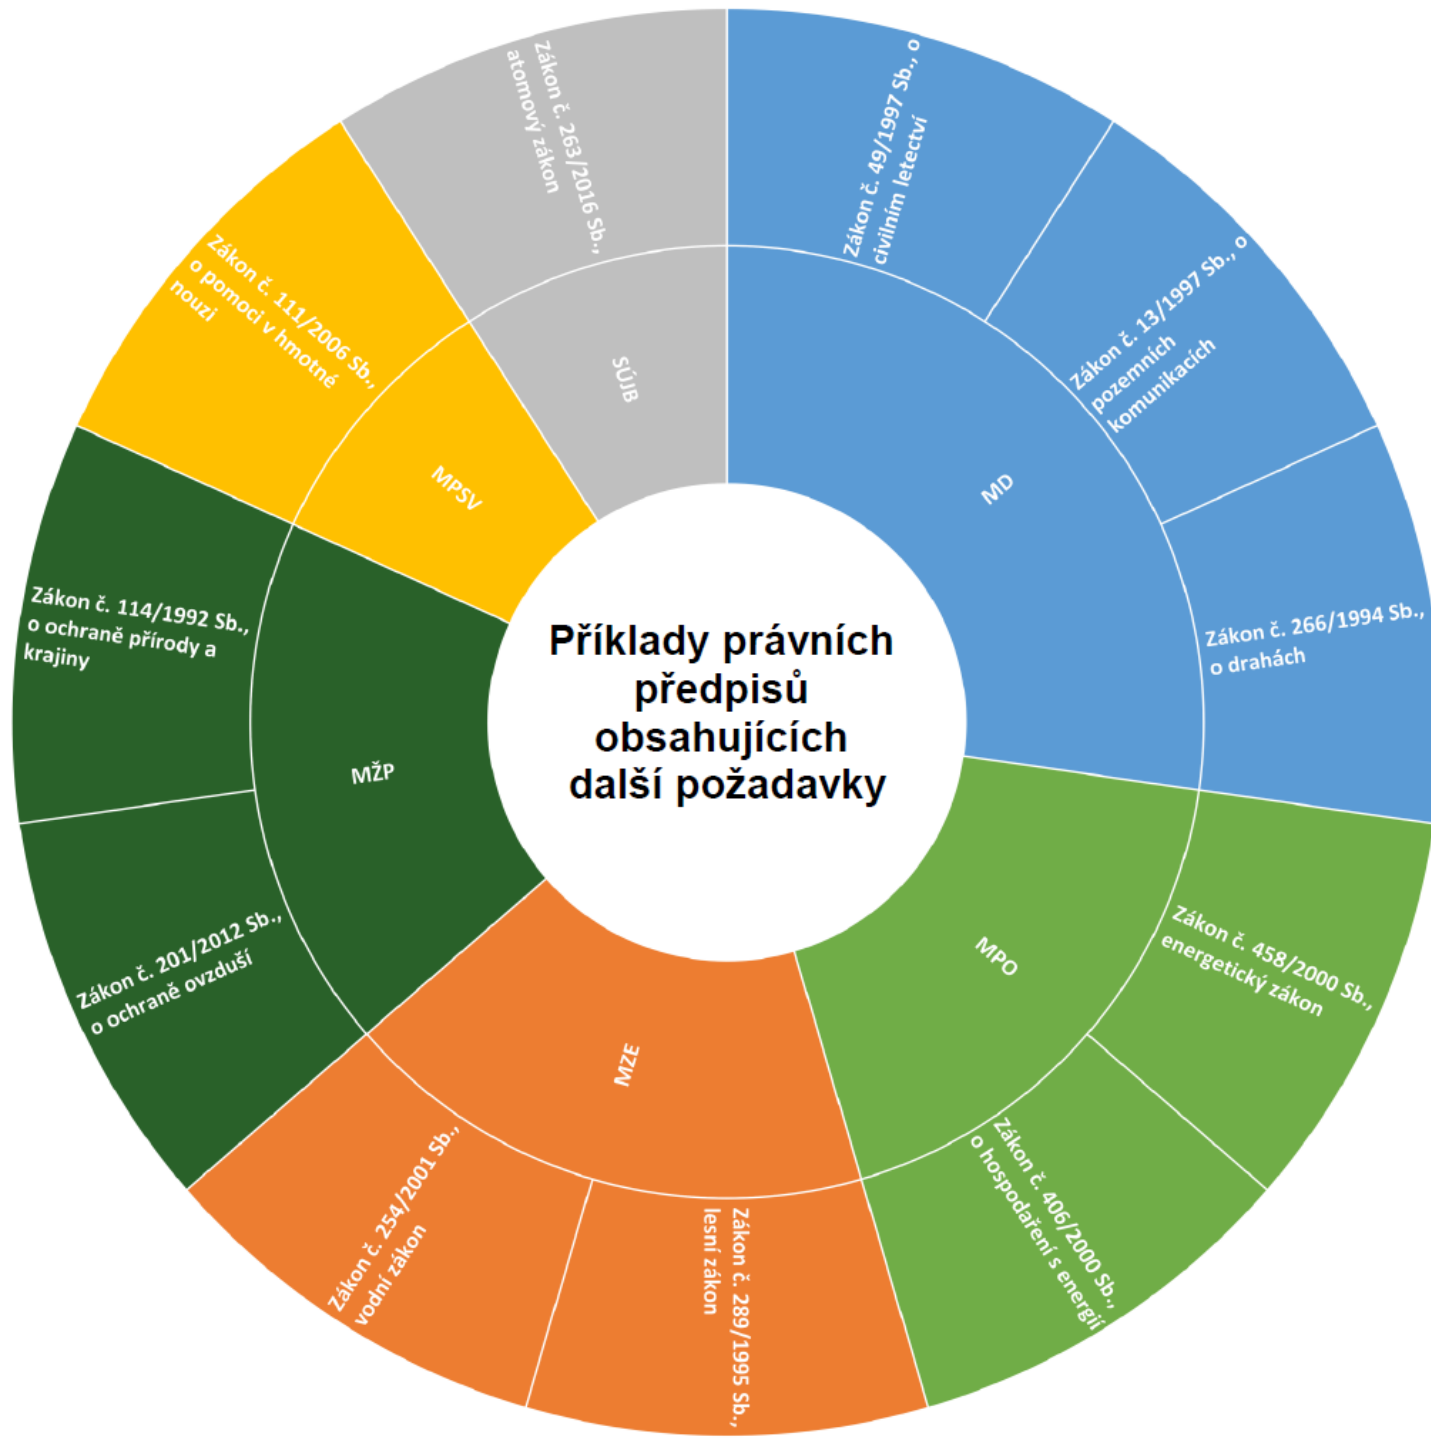 Příklady právních
předpisů
obsahujících
další požadavky
MD
Zákon č. 49/1997 Sb., o
civilním letectví
Zákon č. 13/1997 Sb., o
pozemních
komunikacích
Zákon č. 266/1994 Sb.,
o drahách
MPO
Zákon č. 458/2000 Sb.,
energetický zákon
Zákon č. 406/2000 Sb.,
o hospodaření s energií
MZE
Zákon č. 289/1995 Sb.,
lesní zákon
Zákon č. 254/2001 Sb.,
vodní zákon
MŽP
Zákon č. 201/2012 Sb.,
o ochraně ovzduší
Zákon č. 114/1992 Sb.,
o ochraně přírody a
krajiny
MPSV
Zákon č. 111/2006 Sb.,
o pomoci v hmotné
nouzi
SÚJB
Zákon č. 263/2016 Sb.,
atomový zákon